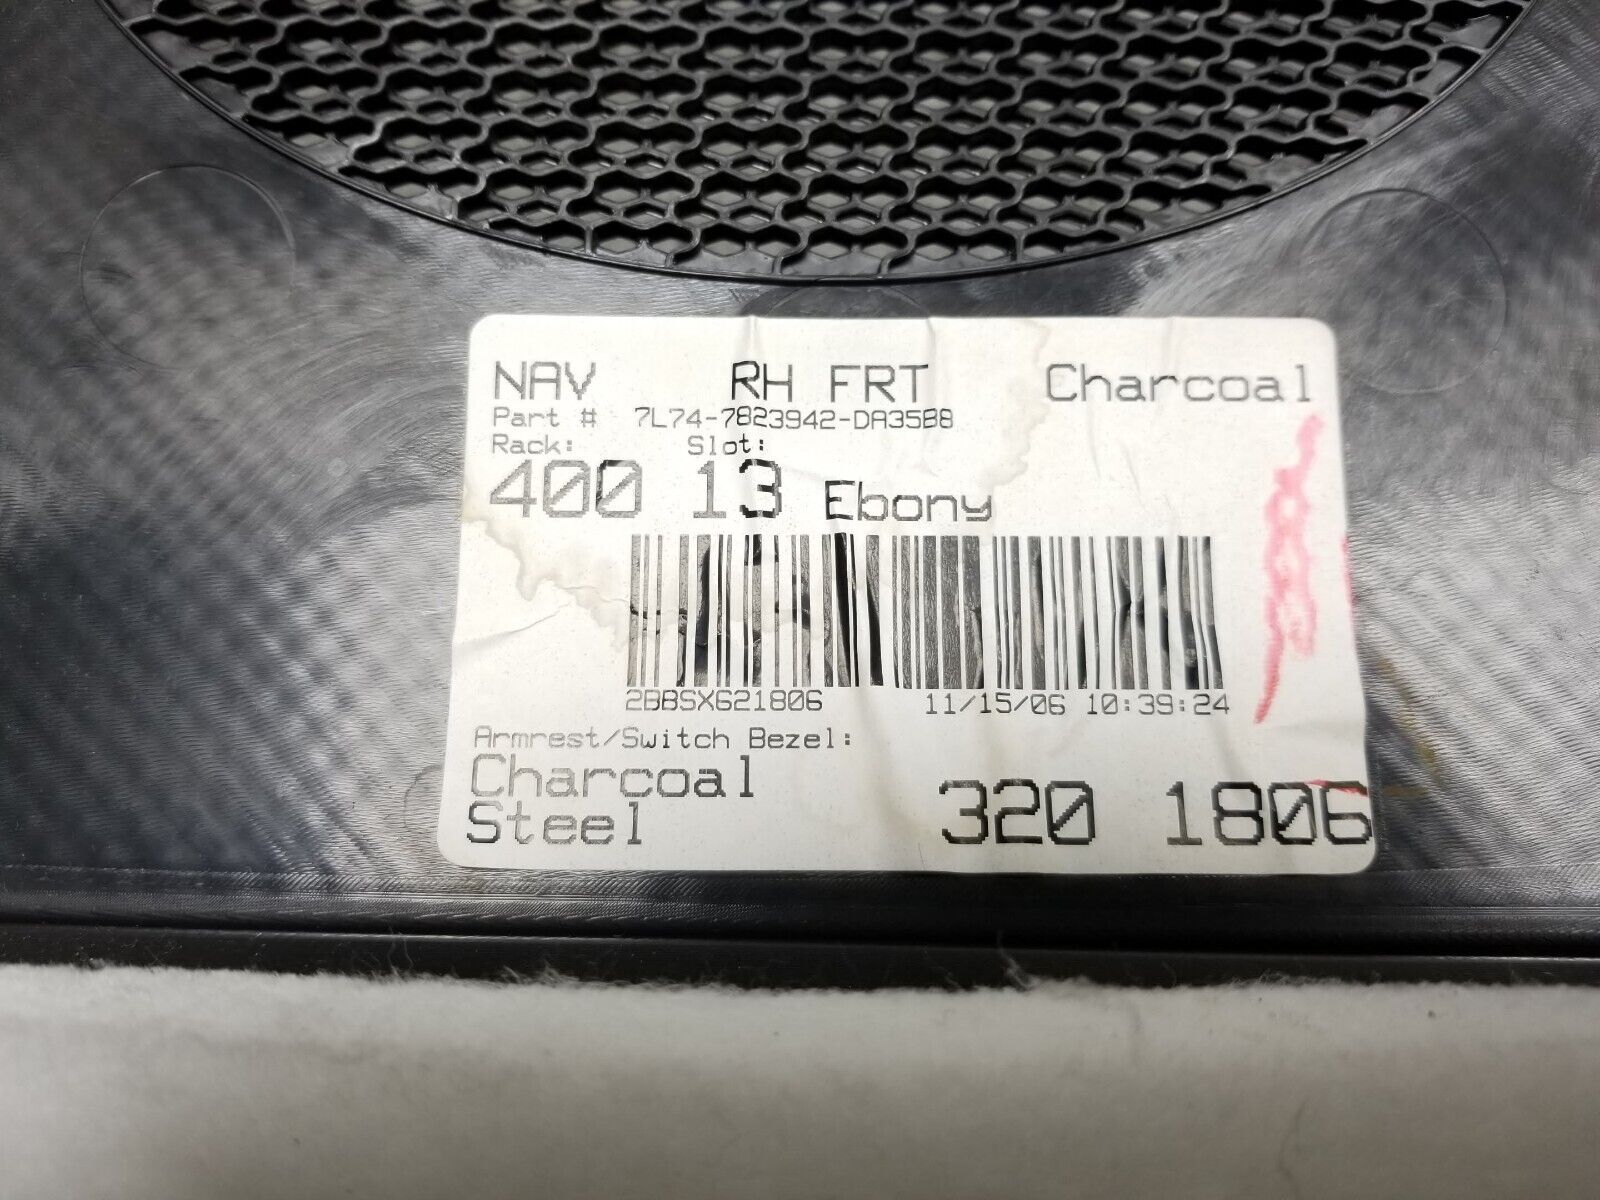 NAV RH FRT Charcoal
Part # 7L74-7823942-DA35B8
Rack: Slot:
400 13 Ebony
2BBSX621806 11/15/06 10:39:24
Armrest/Switch Bezel:
Charcoal
Steel 320 1806